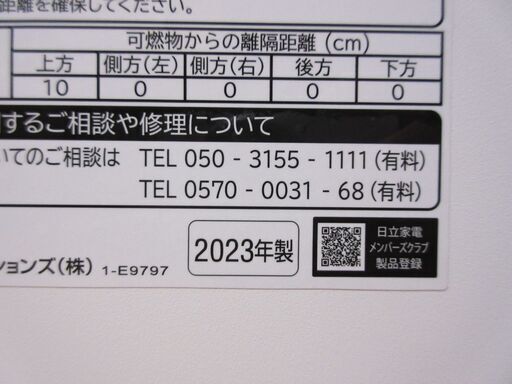 距離を確保してください。
可燃物からの離隔距離 (cm)
上方 側方(左) 側方(右) 後方 下方
10 0 0 0 0
するご相談や修理について
いてのご相談は TEL 050 - 3155 - 1111 (有料)
TEL 0570 - 0031 - 68 (有料)
ションズ(株) 1-E9797
2023年製
日立家電
メンバーズクラブ
製品登録